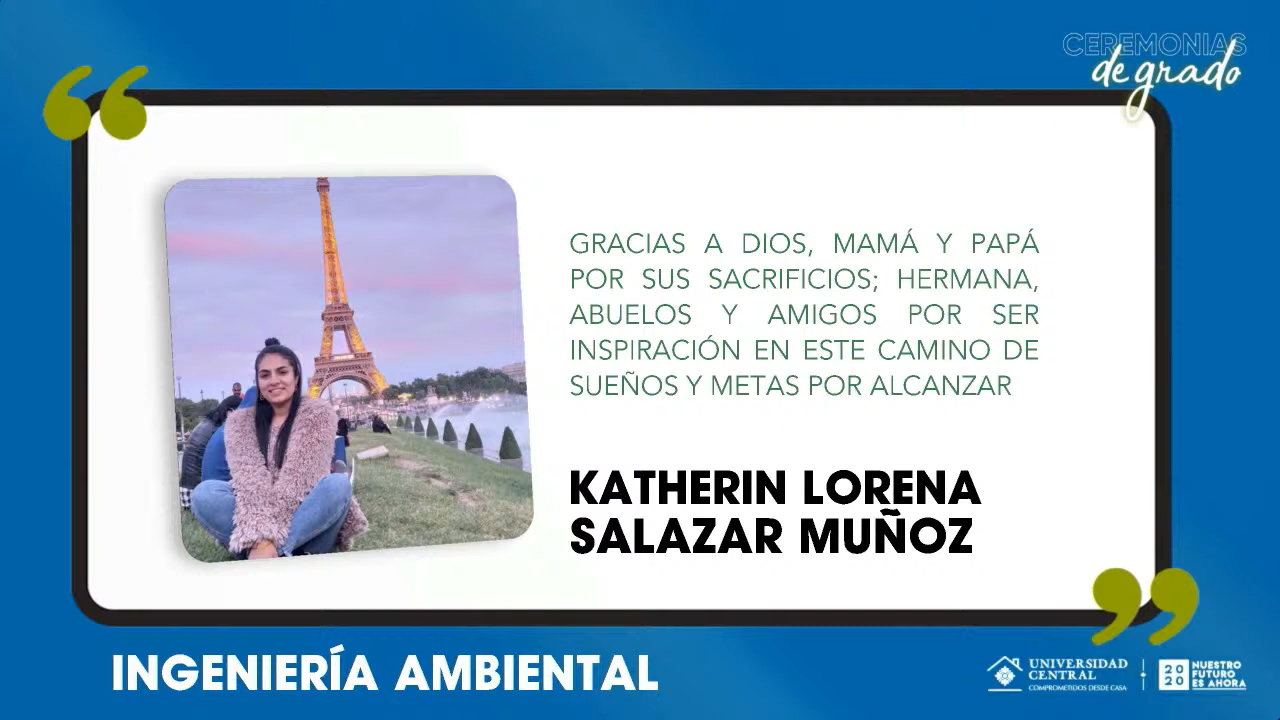 CEREMONIAS
de grado
GRACIAS A DIOS, MAMÁ Y PAPÁ
POR SUS SACRIFICIOS; HERMANA,
ABUELOS Y AMIGOS POR SER
INSPIRACIÓN EN ESTE CAMINO DE
SUEÑOS Y METAS POR ALCANZAR
KATHERIN LORENA
SALAZAR MUÑOZ
INGENIERÍA AMBIENTAL
UNIVERSIDAD
CENTRAL
COMPROMETIDOS DESDE CASA
20
20
NUESTRO
FUTURO
ES AHORA